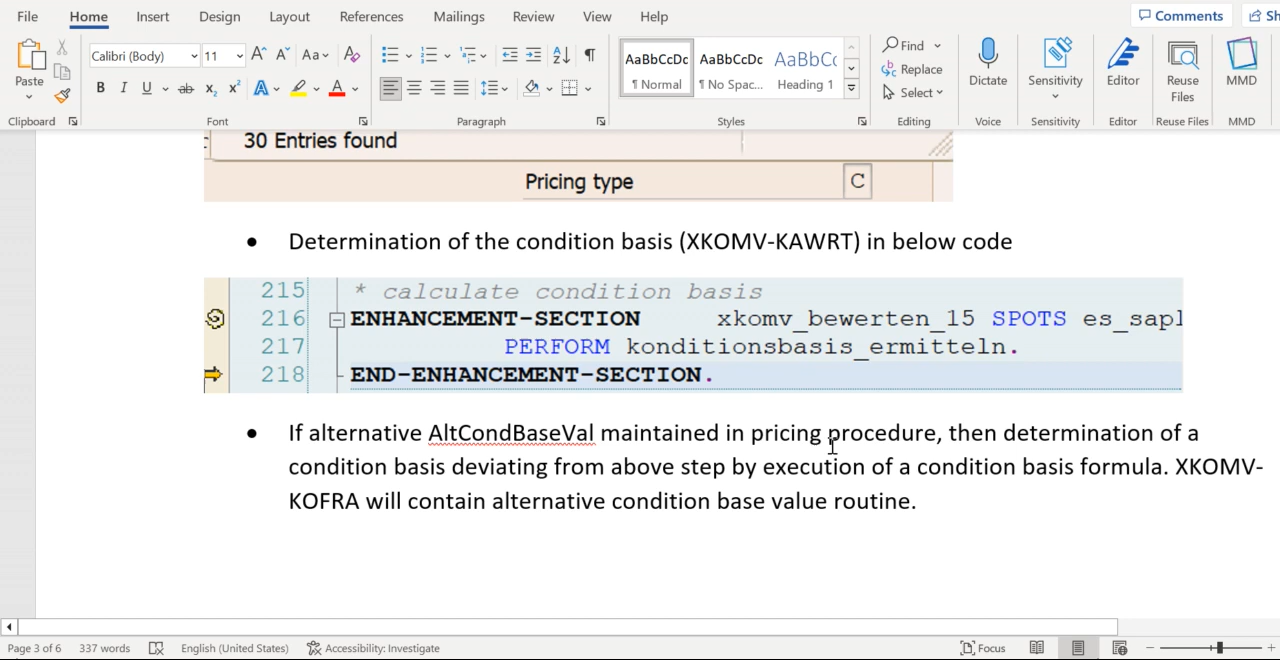 File Home Insert Design Layout References Mailings Review View Help Comments Sh
Calibri (Body) 11 Aa AaBbCcDc AaBbCcDc AaBbCc Find
Paste ¶ Normal ¶ No Spac... Heading 1 Replace Dictate Sensitivity Editor Reuse Files MMD
B I U ab x₂ x² A A Select
Clipboard Font Paragraph Styles Editing Voice Sensitivity Editor Reuse Files MMD
30 Entries found
Pricing type C
• Determination of the condition basis (XKOMV-KAWRT) in below code
215 * calculate condition basis
216 ENHANCEMENT-SECTION xkomv_bewerten_15 SPOTS es_sapl
217 PERFORM konditionsbasis_ermitteln.
218 END-ENHANCEMENT-SECTION.
• If alternative AltCondBaseVal maintained in pricing procedure, then determination of a
condition basis deviating from above step by execution of a condition basis formula. XKOMV-
KOFRA will contain alternative condition base value routine.
Page 3 of 6 337 words English (United States) Accessibility: Investigate Focus